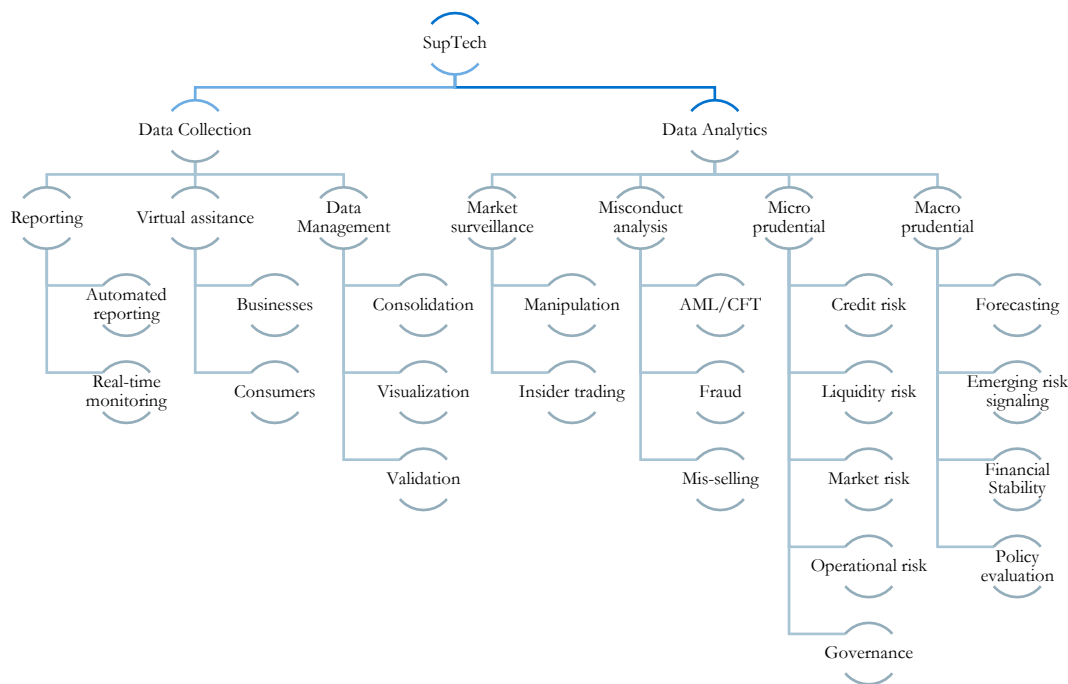 SupTech
Data Collection
Data Analytics
Reporting
Virtual assitance
Data
Management
Market
surveillance
Misconduct
analysis
Micro
prudential
Macro
prudential
Automated
reporting
Businesses
Consolidation
Manipulation
AML/CFT
Credit risk
Forecasting
Real-time
monitoring
Consumers
Visualization
Insider trading
Fraud
Liquidity risk
Emerging risk
signaling
Validation
Mis-selling
Market risk
Financial
Stability
Operational risk
Policy
evaluation
Governance